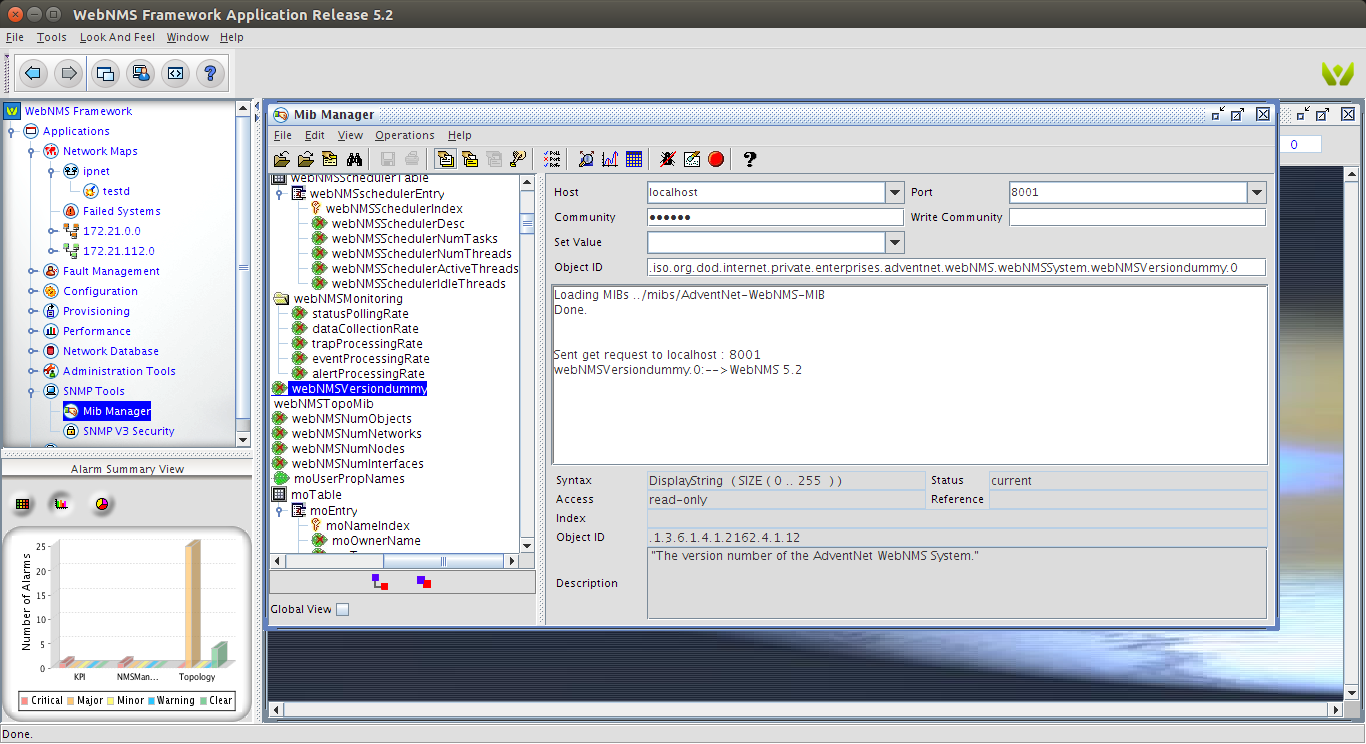 WebNMS Framework Application Release 5.2
File Tools Look And Feel Window Help
WebNMS Framework
Applications
Network Maps
ipnet
testd
Failed Systems
172.21.0.0
172.21.112.0
Fault Management
Configuration
Provisioning
Performance
Network Database
Administration Tools
SNMP Tools
Mib Manager
SNMP V3 Security
Alarm Summary View
Number of Alarms
25
20
15
10
5
0
KPI NMSMan... Topology
Critical Major Minor Warning Clear
Mib Manager
File Edit View Operations Help
webNMSschedulerTable
webNMSschedulerEntry
webNMSSchedulerIndex
webNMSSchedulerDesc
webNMSSchedulerNumTasks
webNMSSchedulerNumThreads
webNMSSchedulerActiveThreads
webNMSSchedulerIdleThreads
webNMSMonitoring
statusPollingRate
dataCollectionRate
trapProcessingRate
eventProcessingRate
alertProcessingRate
webNMSVersiondummy
webNMSTopoMib
webNMSNumObjects
webNMSNumNetworks
webNMSNumNodes
webNMSNumInterfaces
moUserPropNames
moTable
moEntry
moNameIndex
moOwnerName
Global View
Host localhost Port 8001
Community •••••• Write Community
Set Value
Object ID .iso.org.dod.internet.private.enterprises.adventnet.webNMS.webNMSSystem.webNMSVersiondummy.0
Loading MIBs ../mibs/AdventNet-WebNMS-MIB
Done.
Sent get request to localhost : 8001
webNMSVersiondummy.0:-->WebNMS 5.2
Syntax DisplayString ( SIZE ( 0 .. 255 ) ) Status current
Access read-only Reference
Index
Object ID .1.3.6.1.4.1.2162.4.1.12
Description "The version number of the AdventNet WebNMS System."
0
Done.